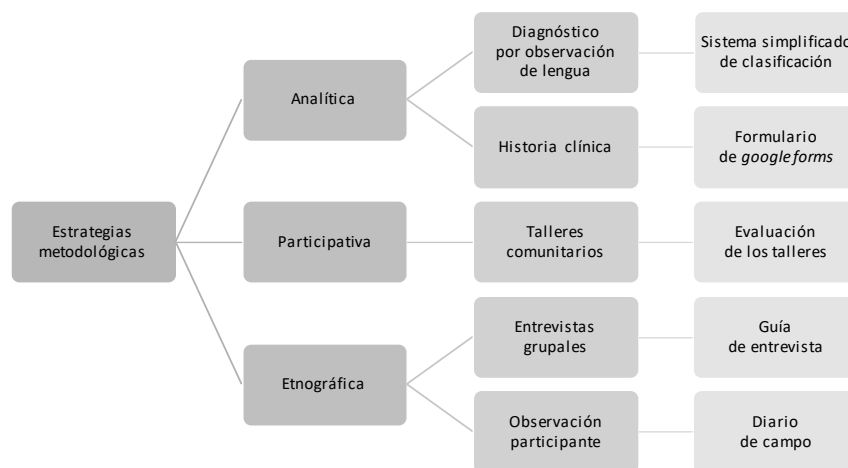 Estrategias
metodológicas
Analítica
Participativa
Etnográfica
Diagnóstico
por observación
de lengua
Historia clínica
Talleres
comunitarios
Entrevistas
grupales
Observación
participante
Sistema simplificado
de clasificación
Formulario
de google forms
Evaluación
de los talleres
Guía
de entrevista
Diario
de campo